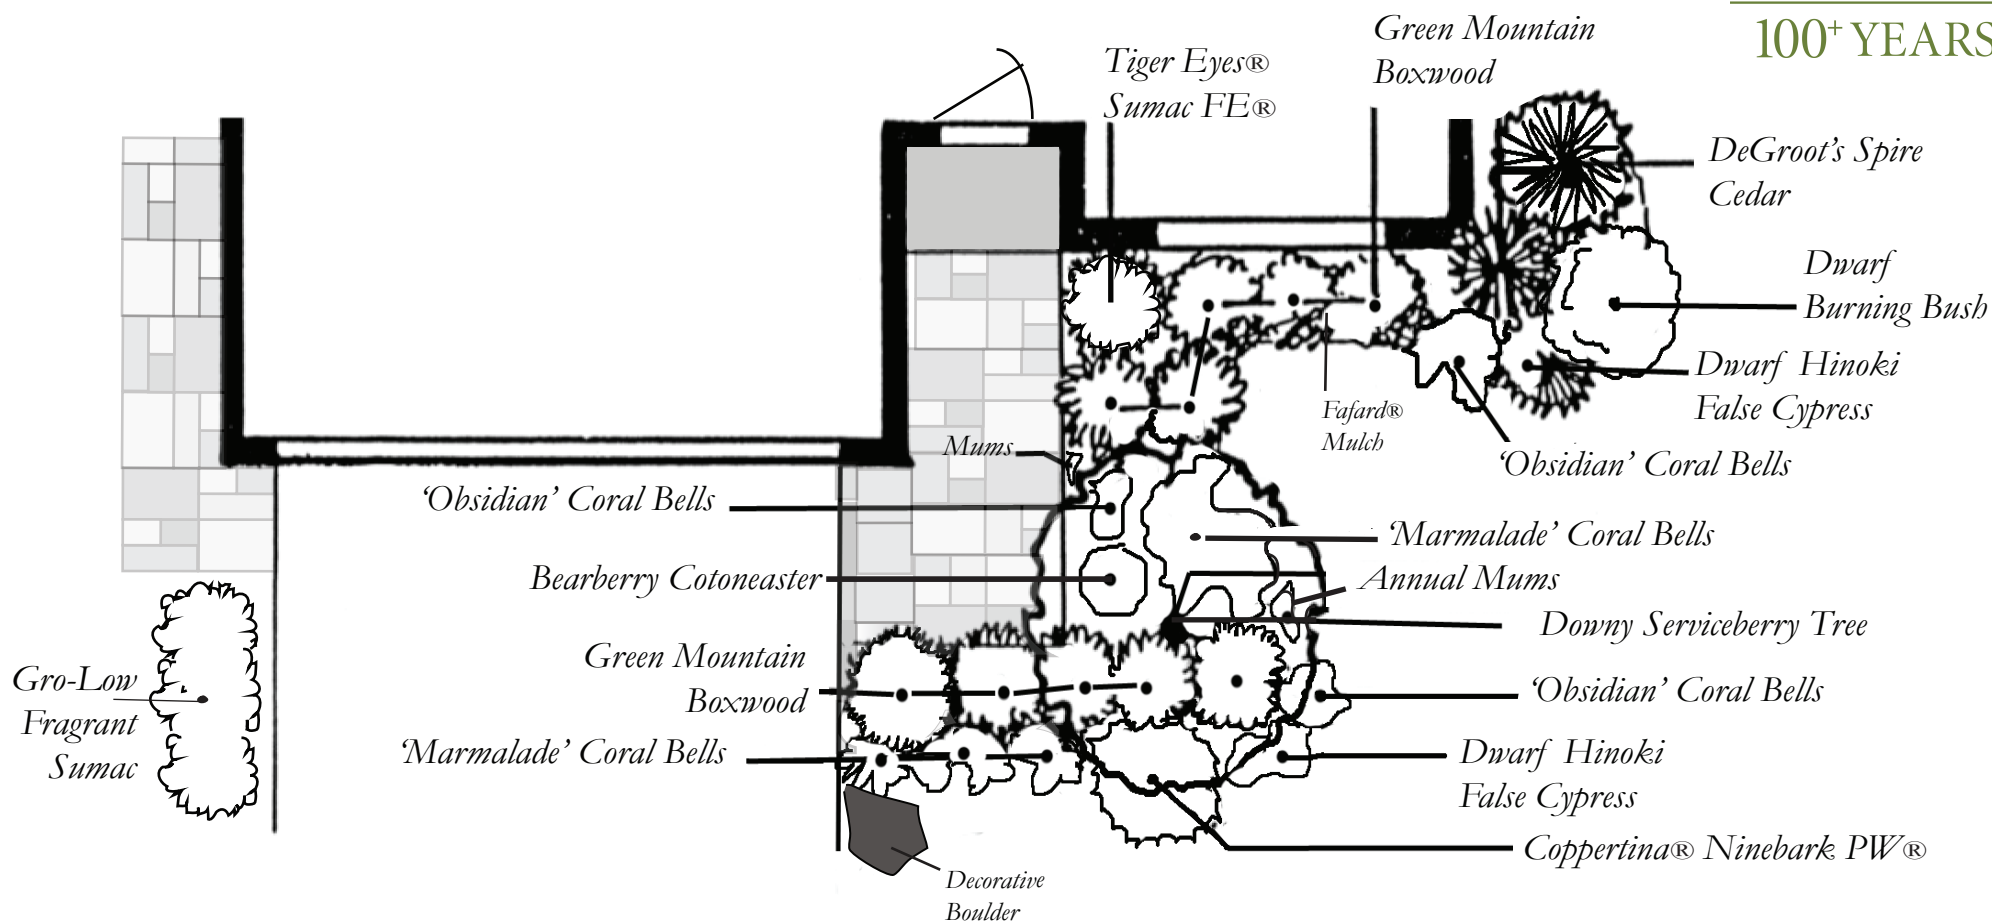 100+ YEARS
Green Mountain
Boxwood
Tiger Eyes®
Sumac FE®
DeGroot's Spire
Cedar
Dwarf
Burning Bush
Dwarf Hinoki
False Cypress
Fafard®
Mulch
Mums
'Obsidian' Coral Bells
'Obsidian' Coral Bells
'Marmalade' Coral Bells
Bearberry Cotoneaster
Annual Mums
Downy Serviceberry Tree
Green Mountain
Boxwood
Gro-Low
Fragrant
Sumac
'Obsidian' Coral Bells
'Marmalade' Coral Bells
Dwarf Hinoki
False Cypress
Coppertina® Ninebark PW®
Decorative
Boulder